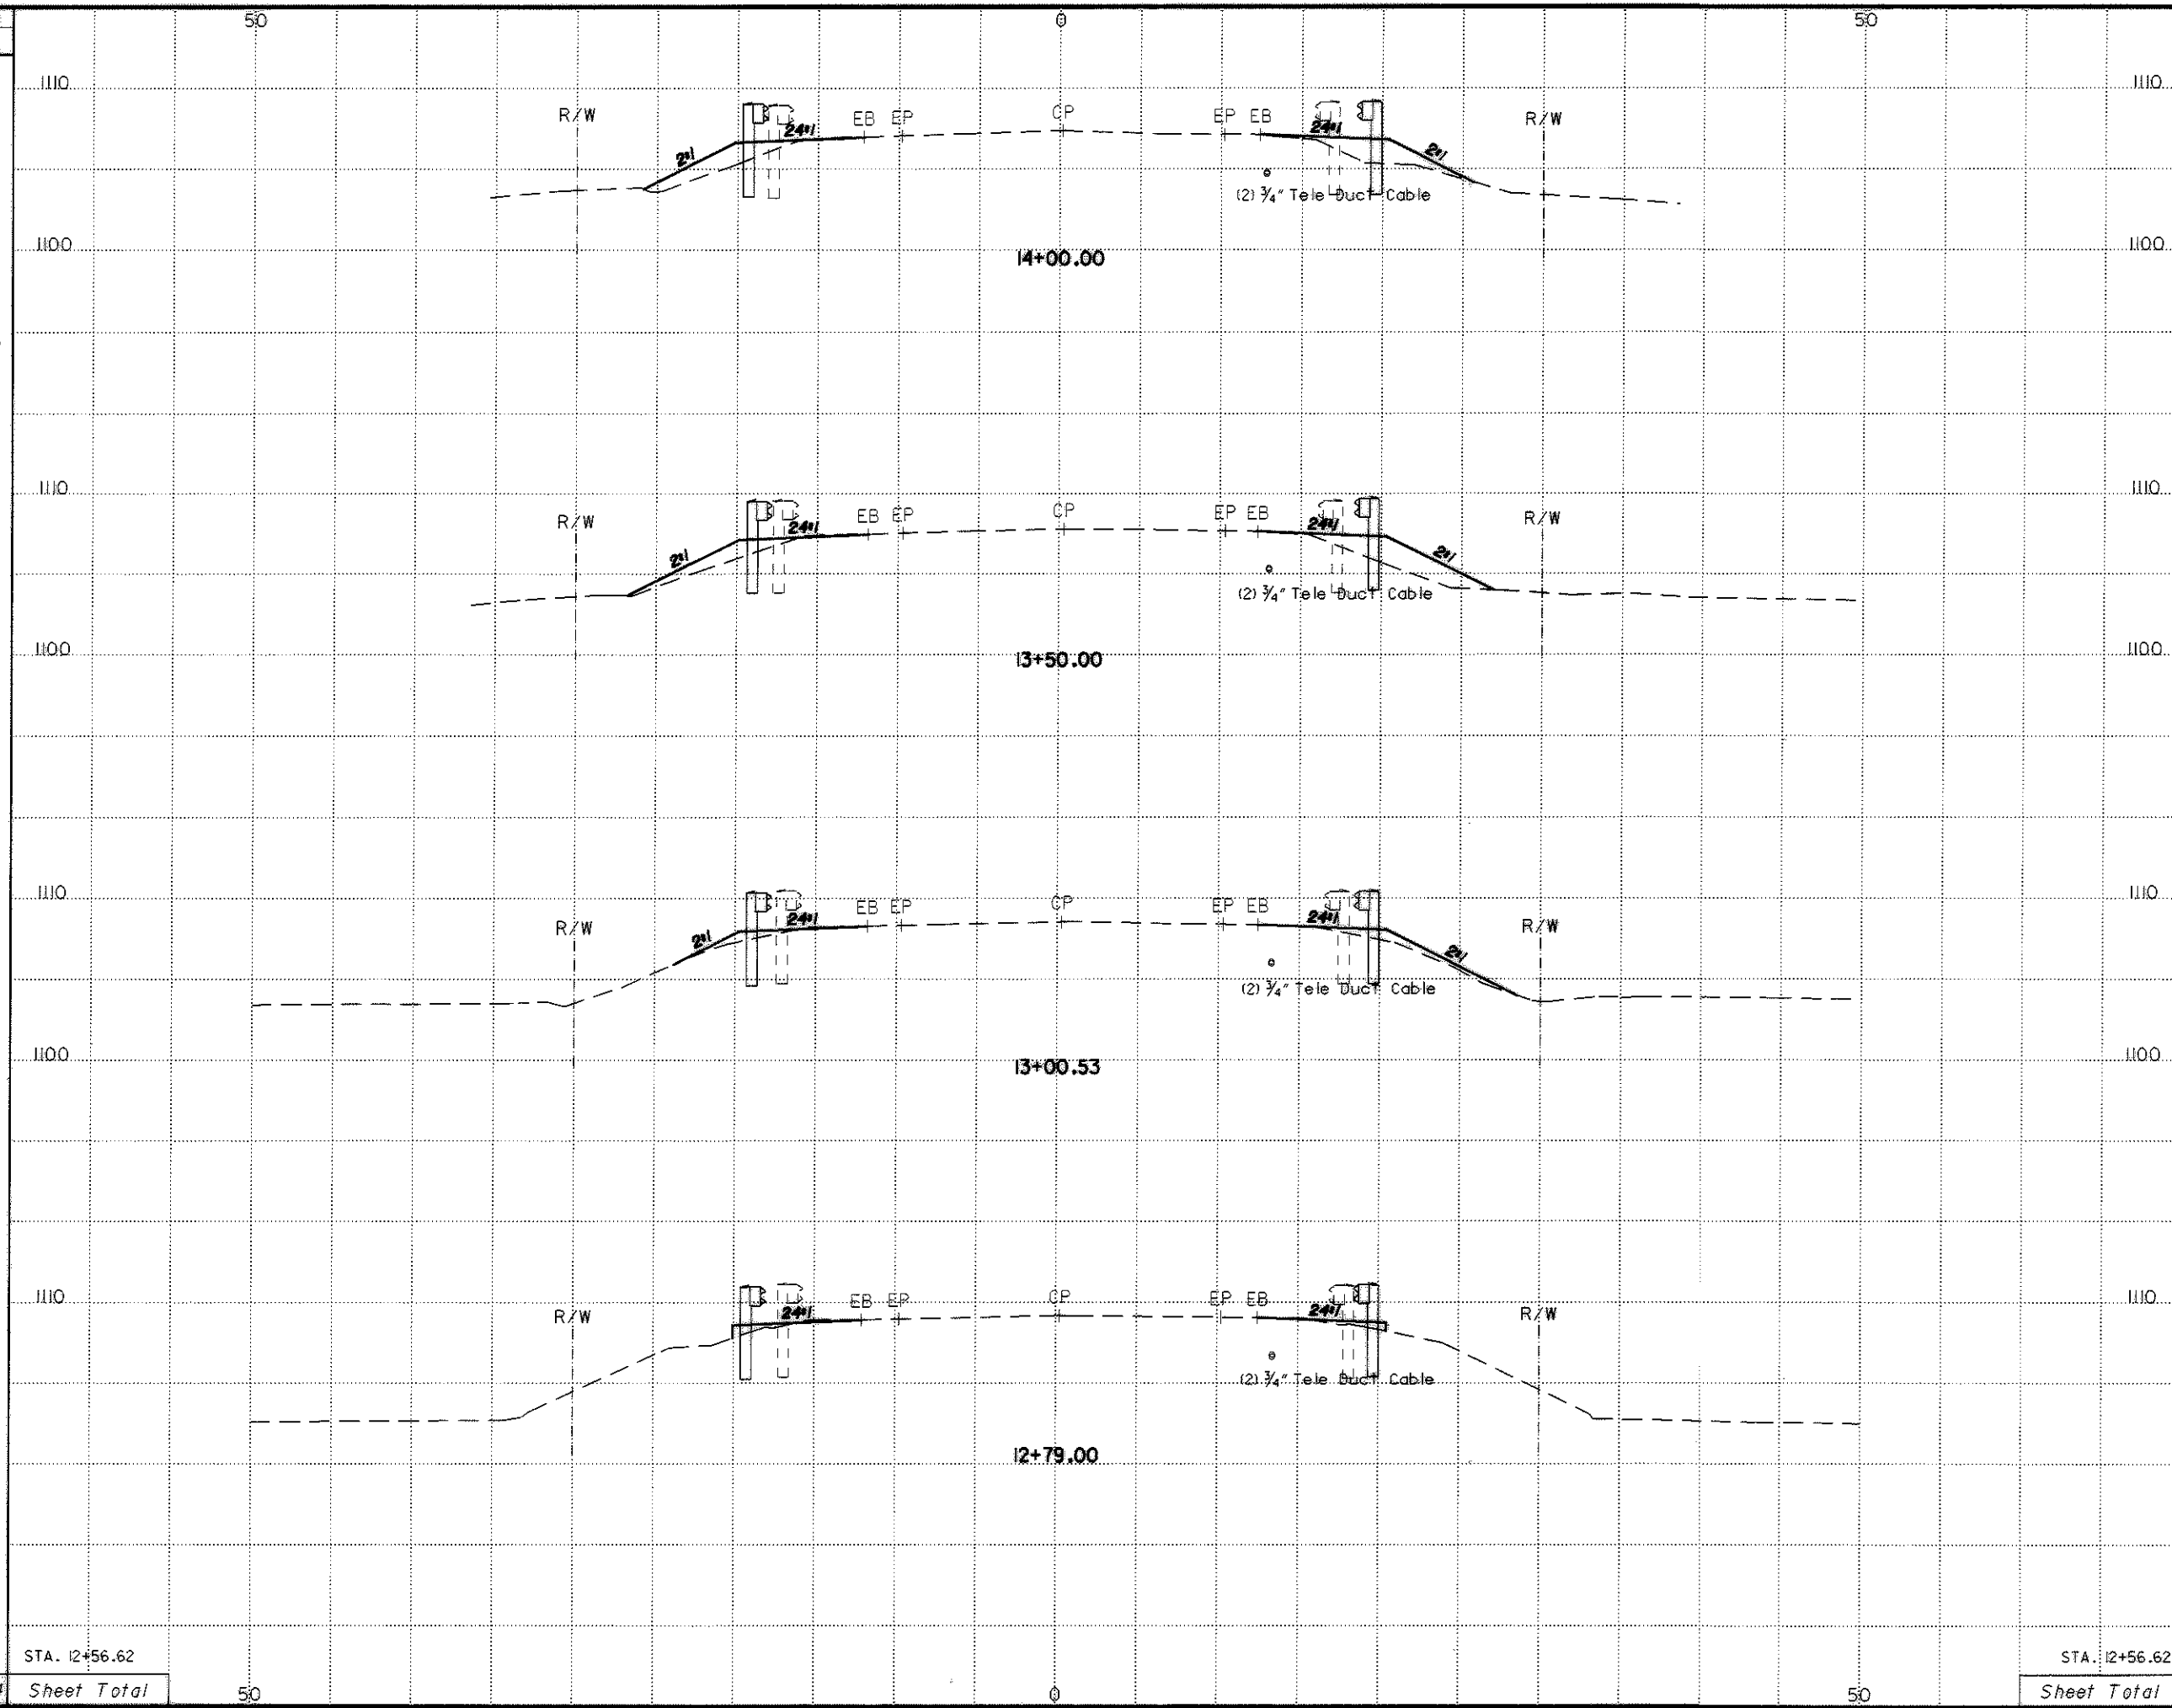 50 0 50
1110 1110
R/W 24:1 EB EP CP EP EB 24:1 R/W
2:1 2:1
(2) 3/4" Tele Duct Cable
1100 1100
14+00.00
1110 1110
R/W 24:1 EB EP CP EP EB 24:1 R/W
2:1 2:1
(2) 3/4" Tele Duct Cable
1100 1100
13+50.00
1110 1110
R/W 24:1 EB EP CP EP EB 24:1 R/W
2:1 2:1
(2) 3/4" Tele Duct Cable
1100 1100
13+00.53
1110 1110
R/W 24:1 EB EP CP EP EB 24:1 R/W
(2) 3/4" Tele Duct Cable
12+79.00
STA. 12+56.62 STA. 12+56.62
Sheet Total 50 0 50 Sheet Total